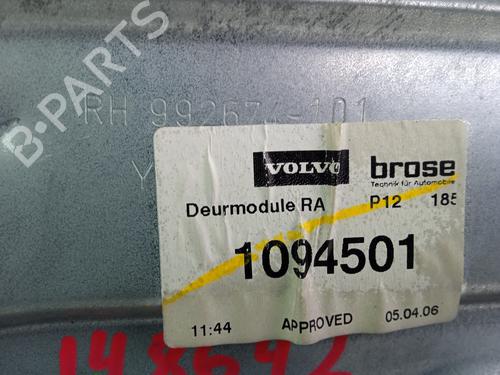 RH 992674-101
Y
VOLVO brose
Technik für Automobile
Deurmodule RA P12 185
1094501
11:44 APPROVED 05.04.06
148692
B-PARTS